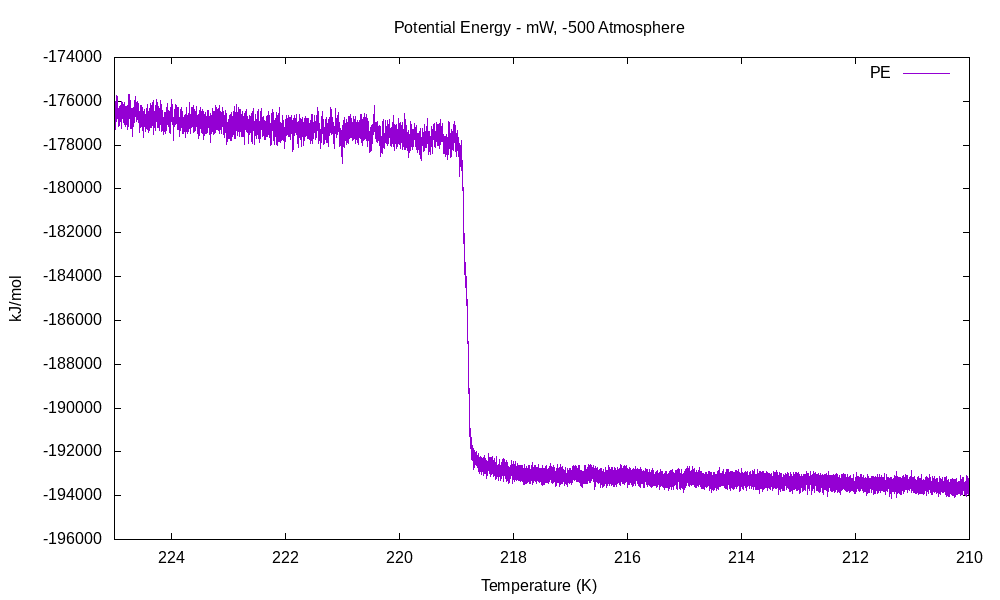 Potential Energy - mW, -500 Atmosphere
PE
-174000
-176000
-178000
-180000
-182000
-184000
-186000
-188000
-190000
-192000
-194000
-196000
kJ/mol
224 222 220 218 216 214 212 210
Temperature (K)